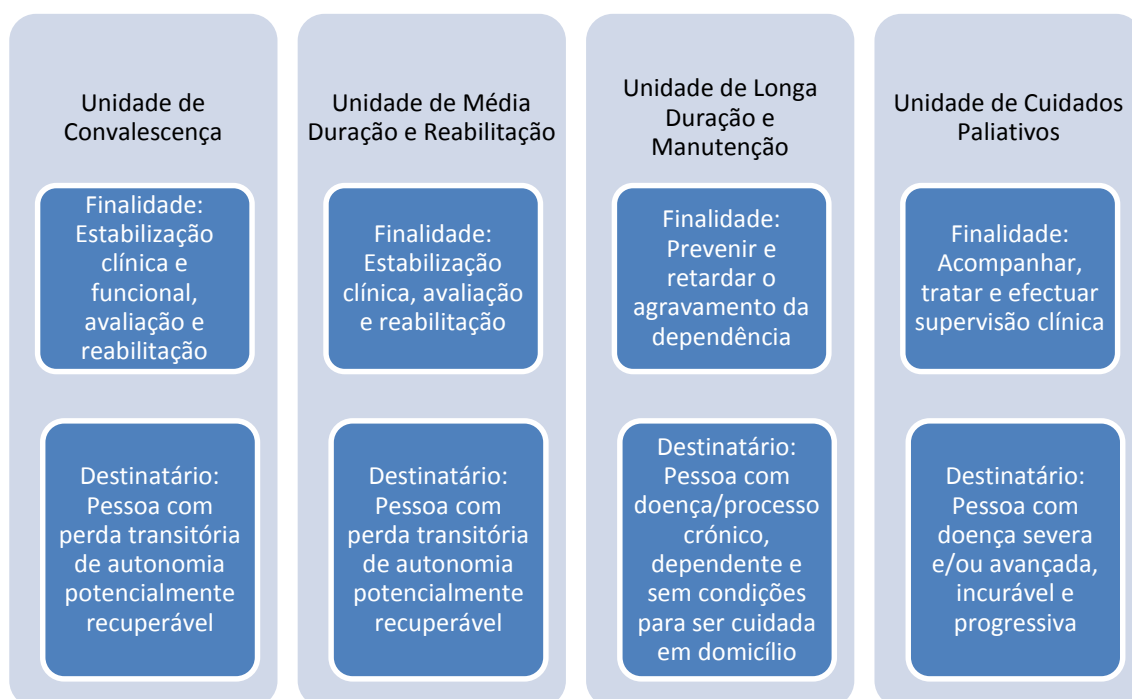 Unidade de
Convalescença
Finalidade:
Estabilização
clínica e
funcional,
avaliação e
reabilitação
Destinatário:
Pessoa com
perda transitória
de autonomia
potencialmente
recuperável
Unidade de Média
Duração e Reabilitação
Finalidade:
Estabilização
clínica, avaliação
e reabilitação
Destinatário:
Pessoa com
perda transitória
de autonomia
potencialmente
recuperável
Unidade de Longa
Duração e
Manutenção
Finalidade:
Prevenir e
retardar o
agravamento da
dependência
Destinatário:
Pessoa com
doença/processo
crónico,
dependente e
sem condições
para ser cuidada
em domicílio
Unidade de Cuidados
Paliativos
Finalidade:
Acompanhar,
tratar e efectuar
supervisão clínica
Destinatário:
Pessoa com
doença severa
e/ou avançada,
incurável e
progressiva